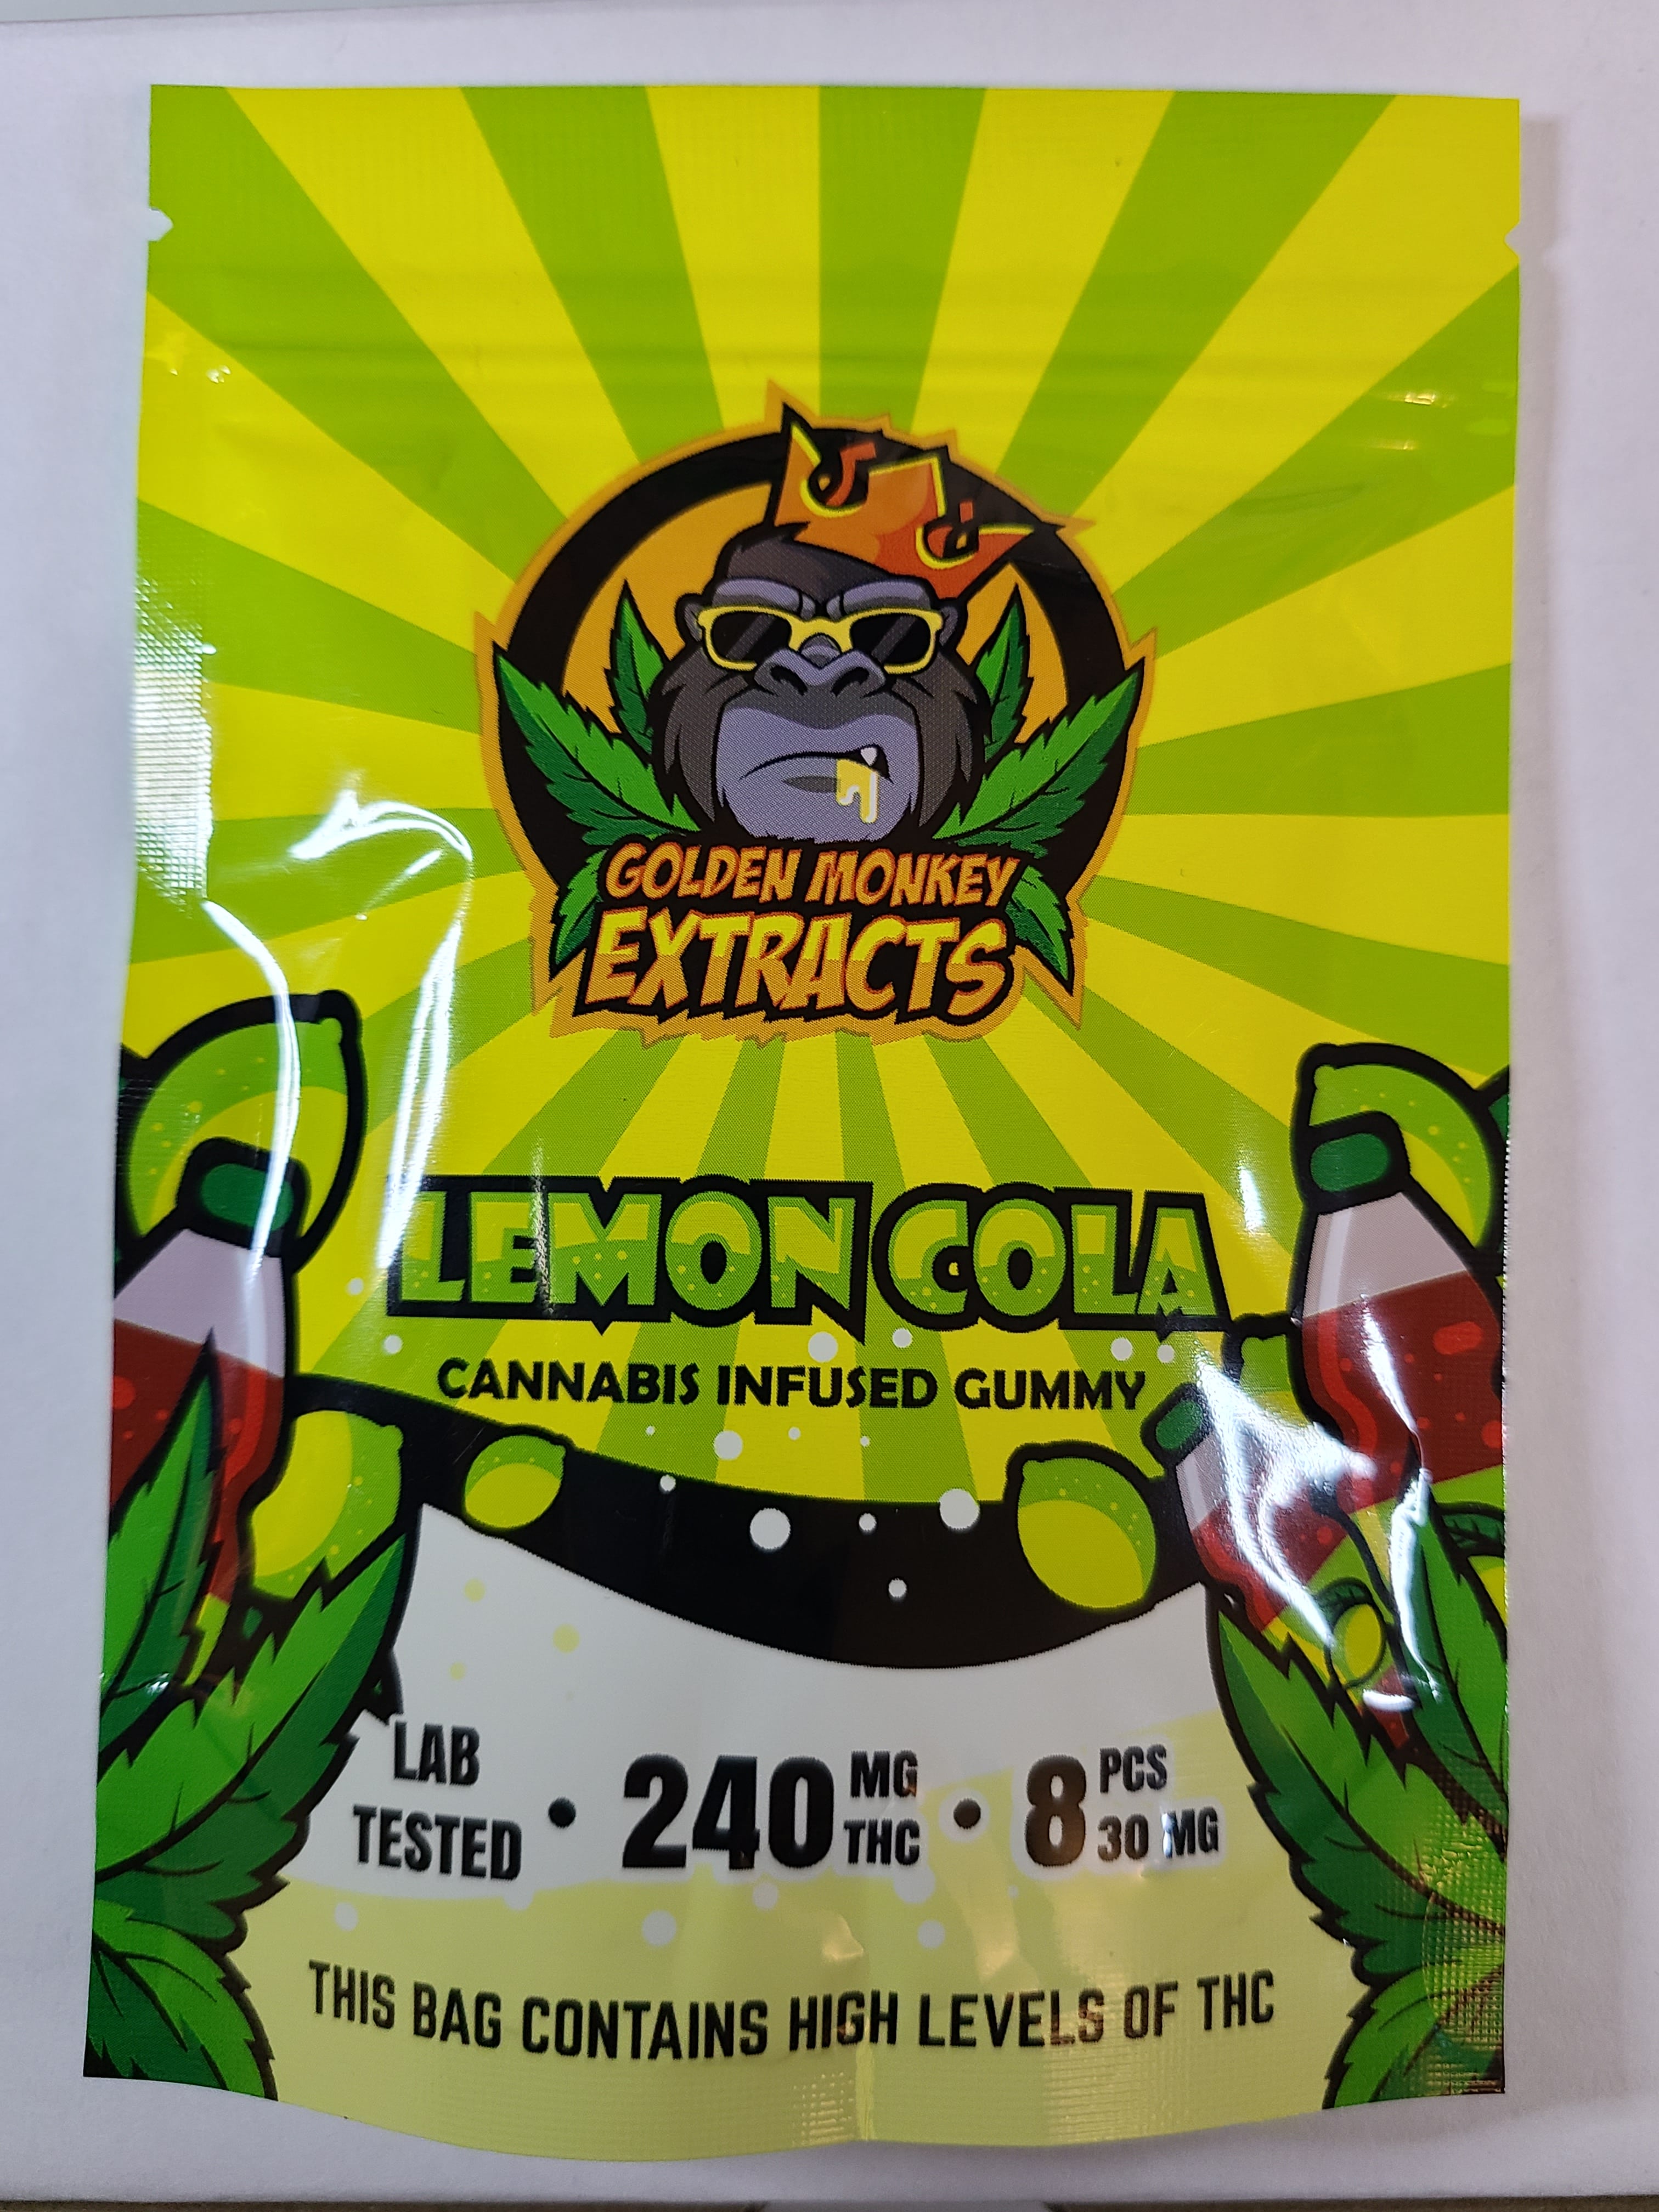 GOLDEN MONKEY
EXTRACTS
LEMON COLA
CANNABIS INFUSED GUMMY
LAB
TESTED
• 240 MG
THC
• 8 PCS
30 MG
THIS BAG CONTAINS HIGH LEVELS OF THC